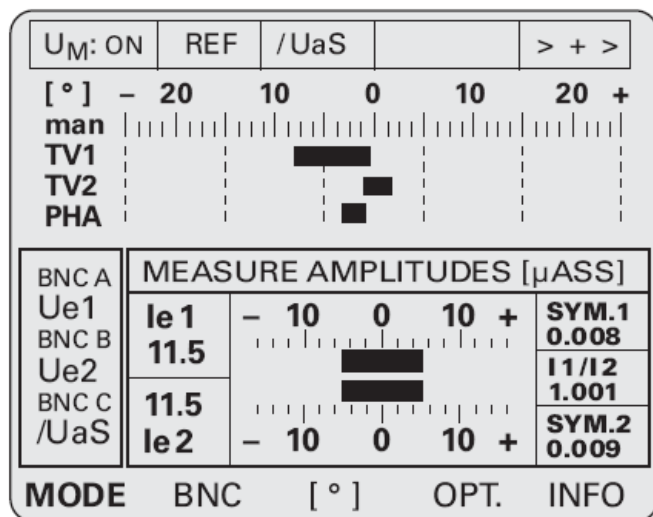 UM: ON REF /UaS > + >
[°] – 20 10 0 10 20 +
man
TV1
TV2
PHA
BNC A
Ue1
BNC B
Ue2
BNC C
/UaS
MEASURE AMPLITUDES [µASS]
Ie 1
11.5
– 10 0 10 +
SYM.1
0.008
I1/I2
1.001
11.5
Ie 2
– 10 0 10 +
SYM.2
0.009
MODE BNC [°] OPT. INFO